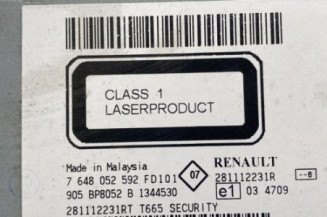 CLASS 1
LASERPRODUCT
Made in Malaysia
7 648 052 592 FD101
905 BP8052 B 1344530
07
RENAULT
281112231R
--B
e1 03 4709
281112231RT T665 SECURITY